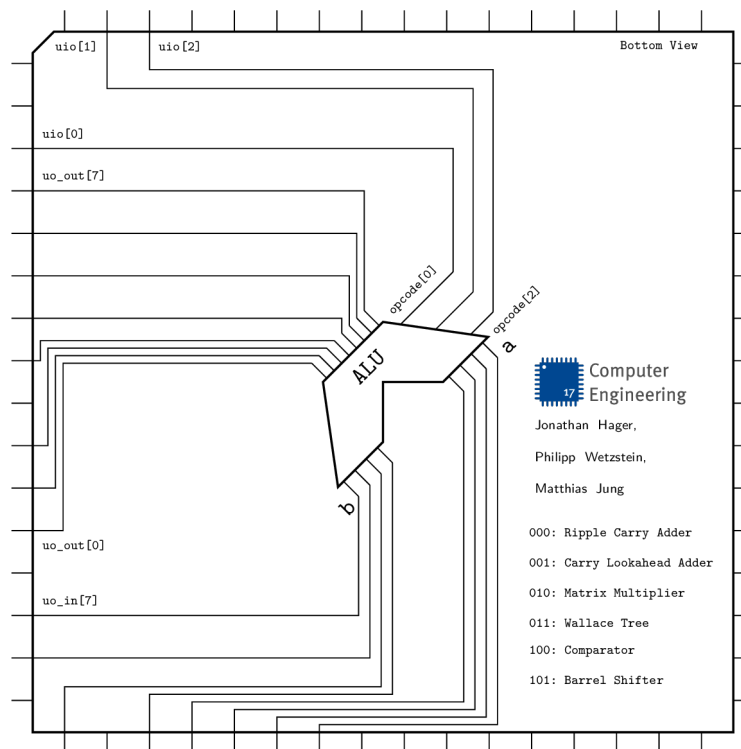 uio[1]
uio[2]
Bottom View
uio[0]
uo_out[7]
opcode[0]
opcode[2]
a
ALU
17
Computer
Engineering
Jonathan Hager,
Philipp Wetzstein,
Matthias Jung
b
000: Ripple Carry Adder
uo_out[0]
001: Carry Lookahead Adder
010: Matrix Multiplier
uo_in[7]
011: Wallace Tree
100: Comparator
101: Barrel Shifter